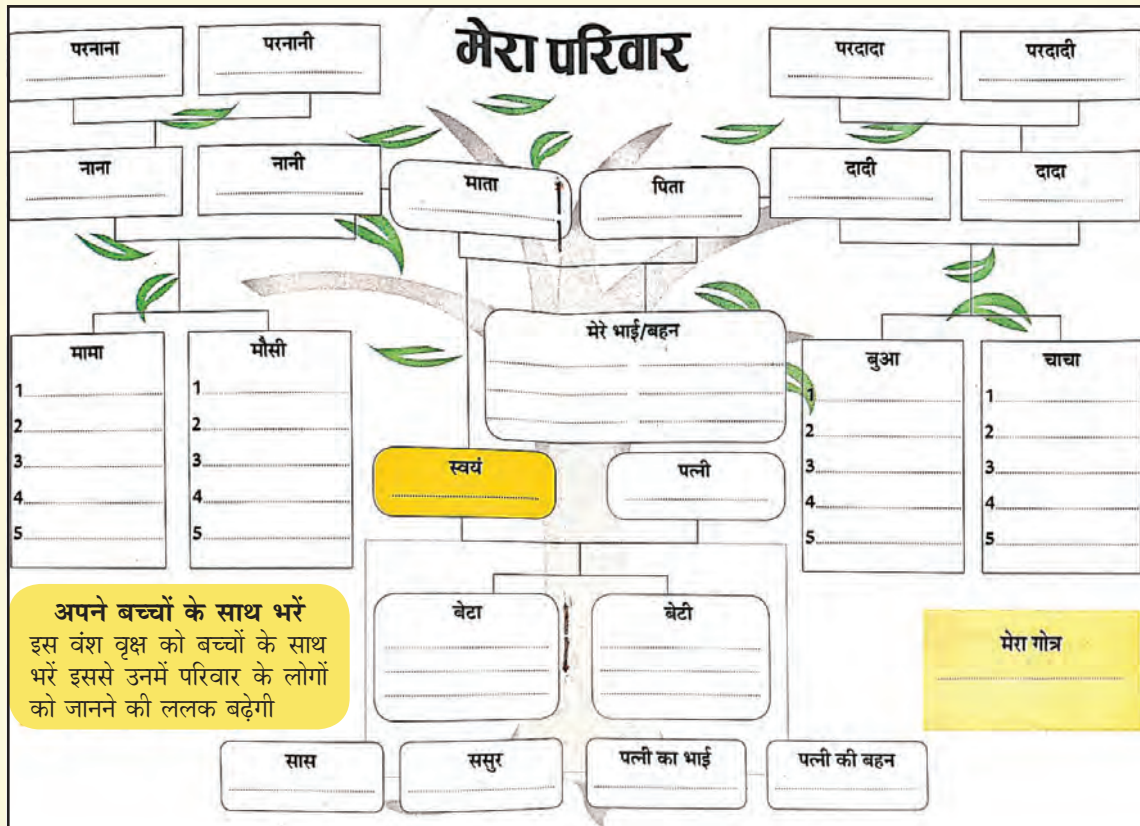 मेरा परिवार
परनाना
परनानी
परदादा
परदादी
नाना
नानी
माता
पिता
दादी
दादा
मामा
1
2
3
4
5
मौसी
1
2
3
4
5
मेरे भाई/बहन
बुआ
1
2
3
4
5
चाचा
1
2
3
4
5
स्वयं
पत्नी
बेटा
बेटी
अपने बच्चों के साथ भरें
इस वंश वृक्ष को बच्चों के साथ
भरें इससे उनमें परिवार के लोगों
को जानने की ललक बढ़ेगी
मेरा गोत्र
सास
ससुर
पत्नी का भाई
पत्नी की बहन